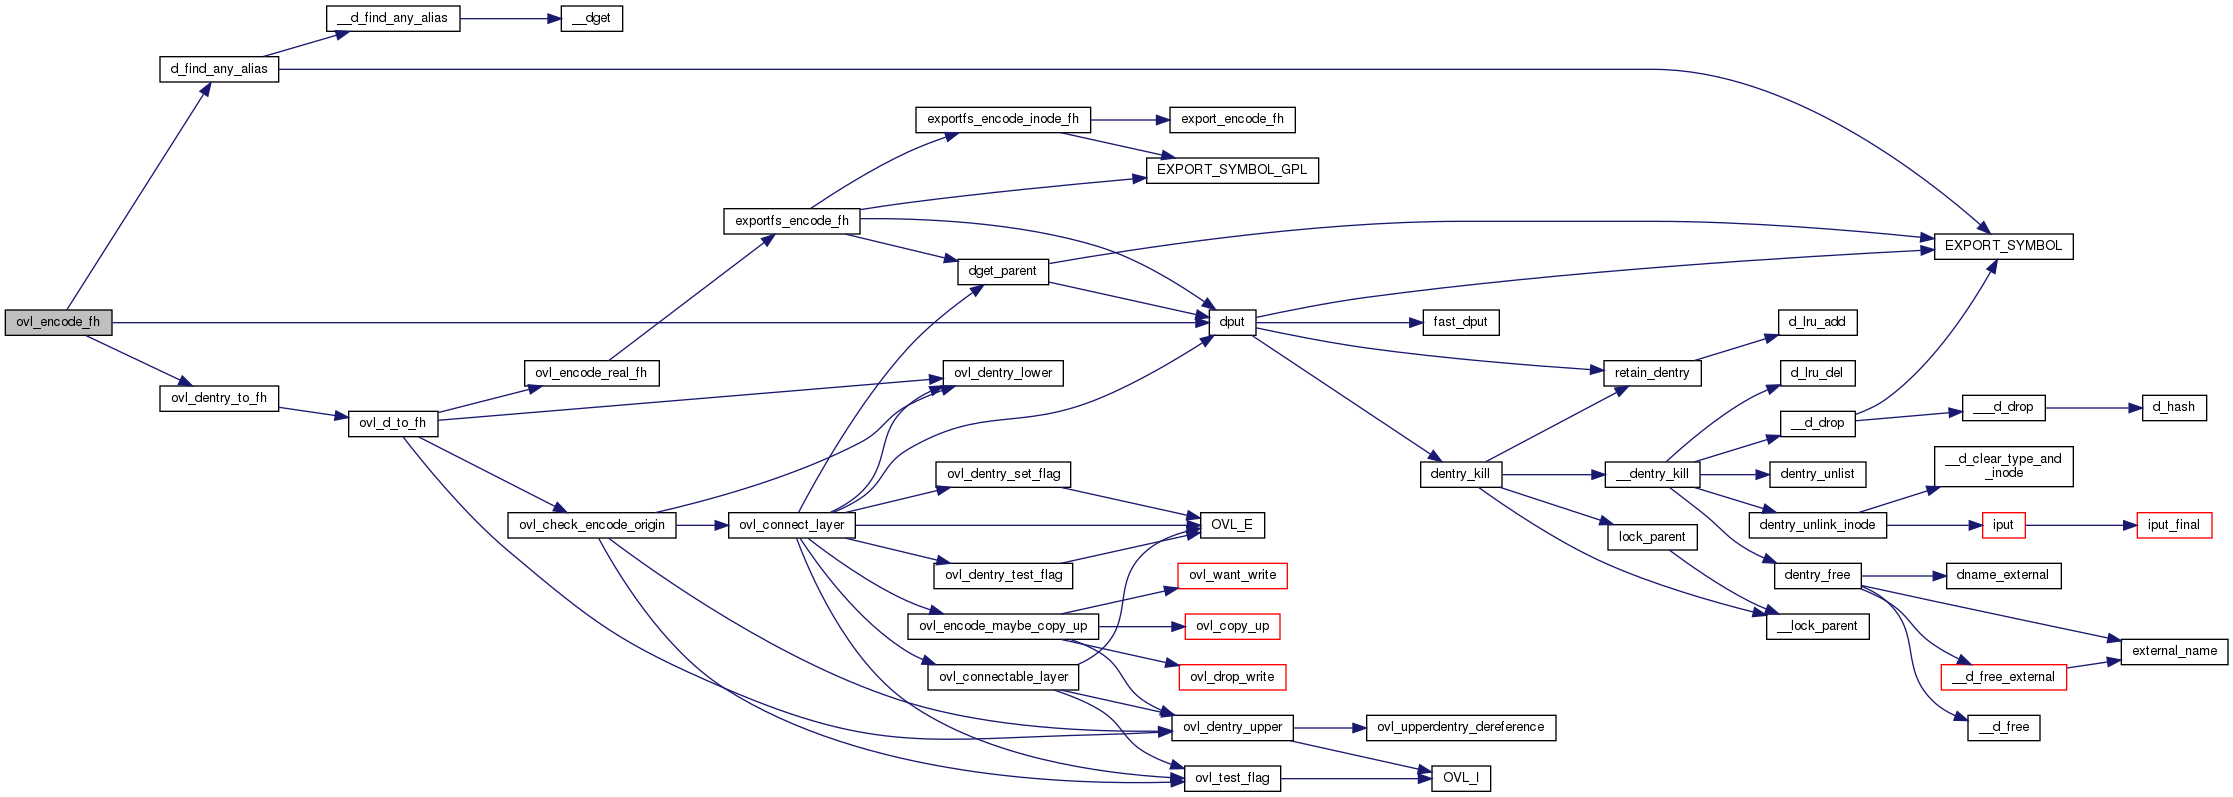 __d_find_any_alias
__dget
d_find_any_alias
exportfs_encode_inode_fh
export_encode_fh
EXPORT_SYMBOL_GPL
exportfs_encode_fh
EXPORT_SYMBOL
dget_parent
ovl_encode_fh
dput
fast_dput
d_lru_add
ovl_encode_real_fh
ovl_dentry_lower
retain_dentry
d_lru_del
ovl_dentry_to_fh
___d_drop
d_hash
ovl_d_to_fh
__d_drop
ovl_dentry_set_flag
dentry_kill
__dentry_kill
dentry_unlist
__d_clear_type_and
_inode
ovl_check_encode_origin
ovl_connect_layer
OVL_E
dentry_unlink_inode
iput
iput_final
lock_parent
ovl_dentry_test_flag
ovl_want_write
dentry_free
dname_external
ovl_encode_maybe_copy_up
ovl_copy_up
__lock_parent
external_name
ovl_connectable_layer
ovl_drop_write
__d_free_external
ovl_dentry_upper
ovl_upperdentry_dereference
__d_free
ovl_test_flag
OVL_I